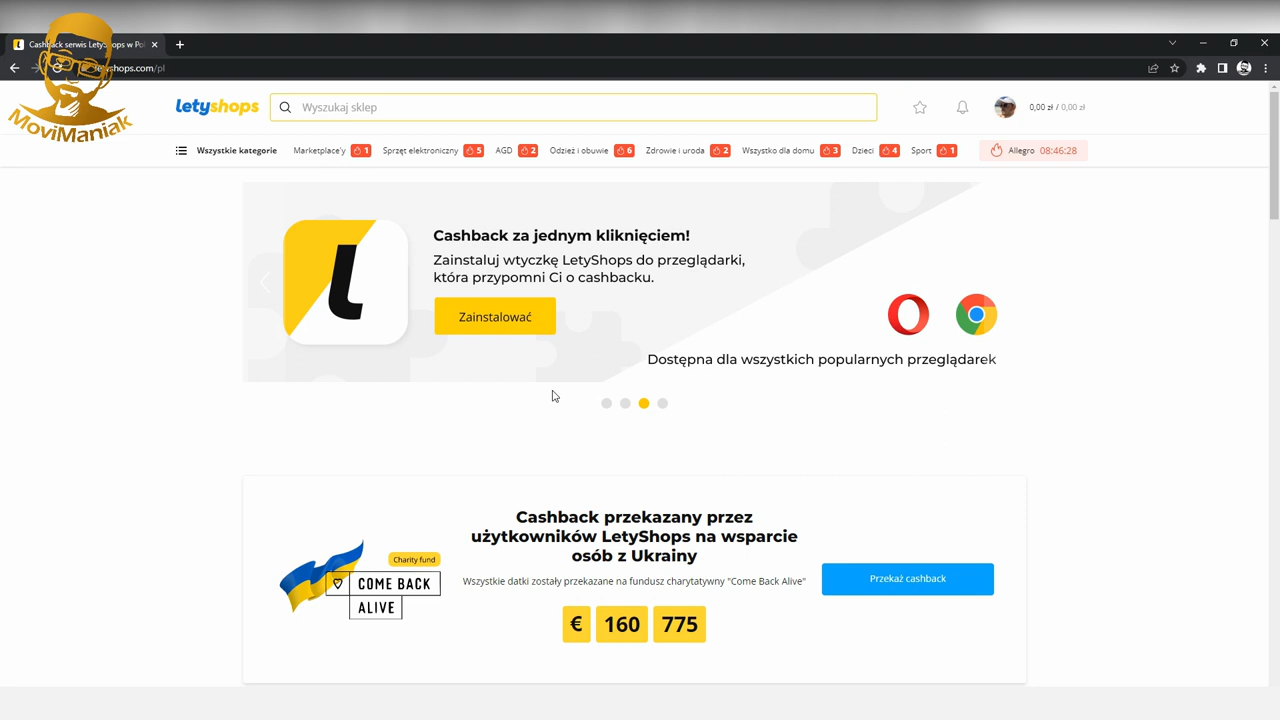 Cashback serwis LetyShops w Pol
letyshops.com/pl
MoviManiak
letyshops
Wyszukaj sklep
0,00 zł / 0,00 zł
Wszystkie kategorie
Marketplace'y 1
Sprzęt elektroniczny 5
AGD 2
Odzież i obuwie 6
Zdrowie i uroda 2
Wszystko dla domu 3
Dzieci 4
Sport 1
Allegro 08:46:28
Cashback za jednym kliknięciem!
Zainstaluj wtyczkę LetyShops do przeglądarki,
która przypomni Ci o cashbacku.
Zainstalować
Dostępna dla wszystkich popularnych przeglądarek
Cashback przekazany przez
użytkowników LetyShops na wsparcie
osób z Ukrainy
Charity fund
COME BACK
ALIVE
Wszystkie datki zostały przekazane na fundusz charytatywny "Come Back Alive"
€ 160 775
Przekaż cashback